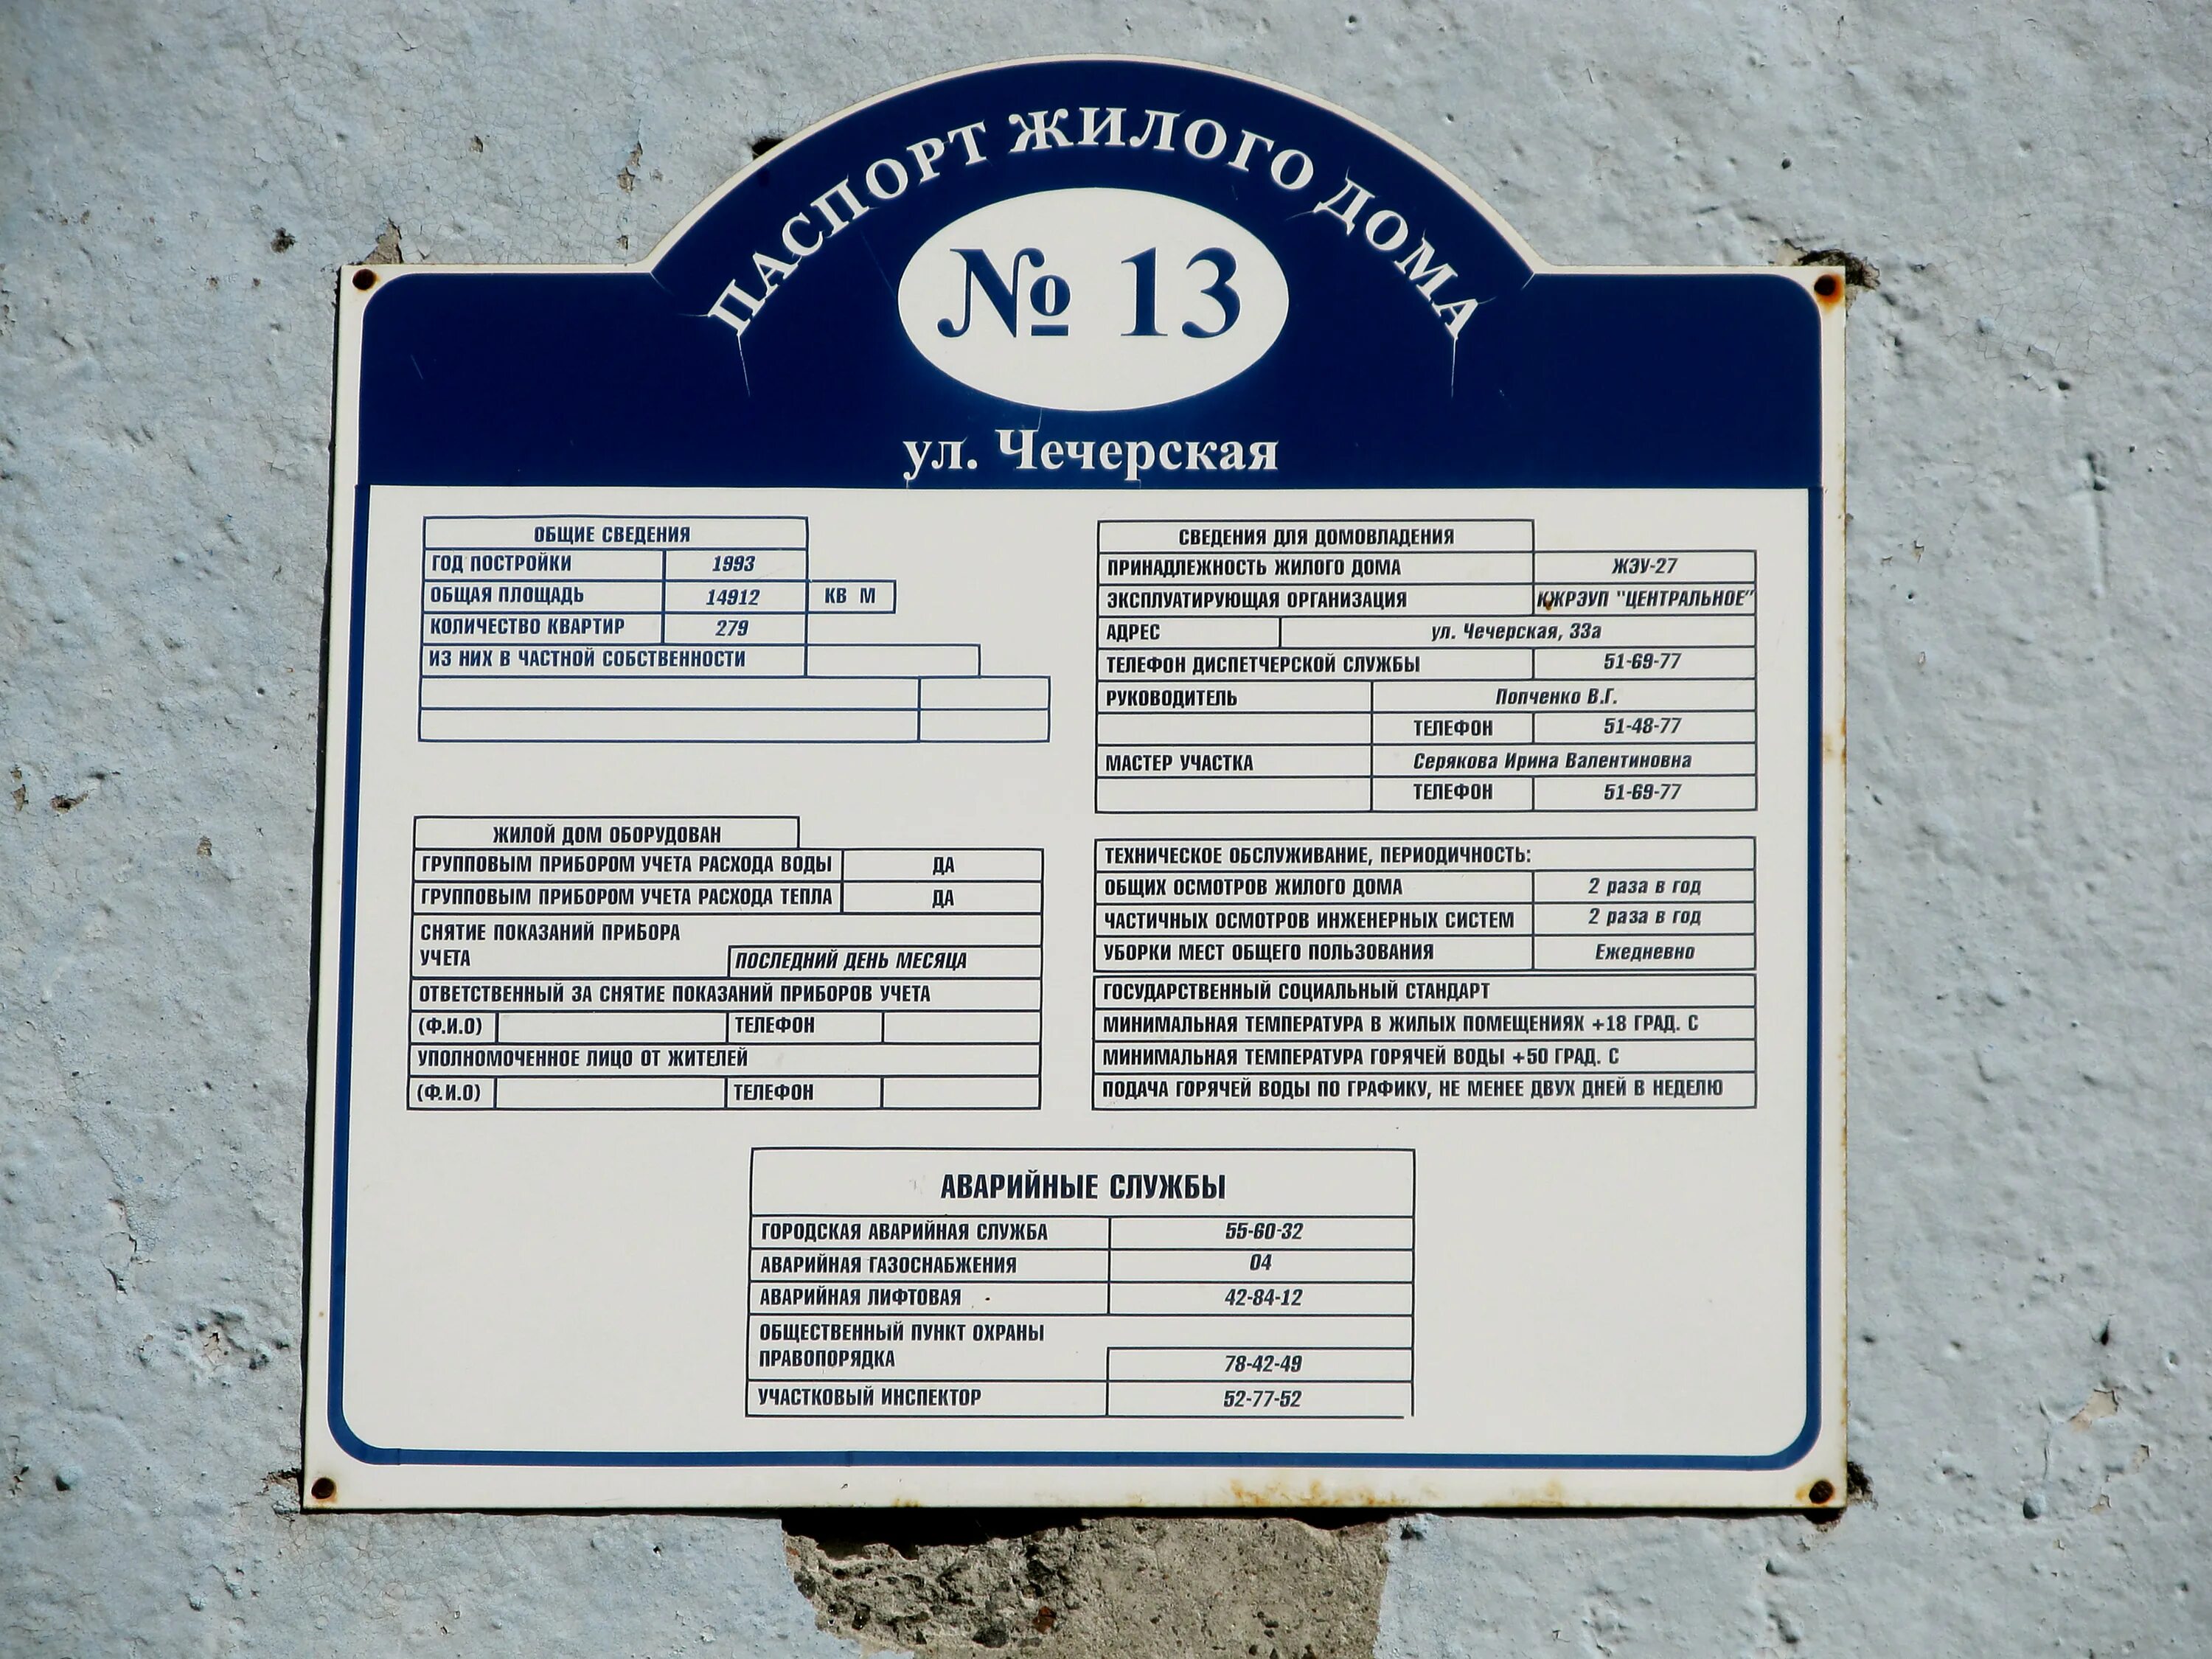 ПАСПОРТ ЖИЛОГО ДОМА
№ 13
ул. Чечерская
ОБЩИЕ СВЕДЕНИЯ
ГОД ПОСТРОЙКИ 1993
ОБЩАЯ ПЛОЩАДЬ 14912 КВ М
КОЛИЧЕСТВО КВАРТИР 279
ИЗ НИХ В ЧАСТНОЙ СОБСТВЕННОСТИ
ЖИЛОЙ ДОМ ОБОРУДОВАН
ГРУППОВЫМ ПРИБОРОМ УЧЕТА РАСХОДА ВОДЫ ДА
ГРУППОВЫМ ПРИБОРОМ УЧЕТА РАСХОДА ТЕПЛА ДА
СНЯТИЕ ПОКАЗАНИЙ ПРИБОРА
УЧЕТА ПОСЛЕДНИЙ ДЕНЬ МЕСЯЦА
ОТВЕТСТВЕННЫЙ ЗА СНЯТИЕ ПОКАЗАНИЙ ПРИБОРОВ УЧЕТА
(Ф.И.О) ТЕЛЕФОН
УПОЛНОМОЧЕННОЕ ЛИЦО ОТ ЖИТЕЛЕЙ
(Ф.И.О) ТЕЛЕФОН
СВЕДЕНИЯ ДЛЯ ДОМОВЛАДЕНИЯ
ПРИНАДЛЕЖНОСТЬ ЖИЛОГО ДОМА ЖЭУ-27
ЭКСПЛУАТИРУЮЩАЯ ОРГАНИЗАЦИЯ КЖРЭУП "ЦЕНТРАЛЬНОЕ"
АДРЕС ул. Чечерская, 33а
ТЕЛЕФОН ДИСПЕТЧЕРСКОЙ СЛУЖБЫ 51-69-77
РУКОВОДИТЕЛЬ Попченко В.Г.
ТЕЛЕФОН 51-48-77
МАСТЕР УЧАСТКА Серякова Ирина Валентиновна
ТЕЛЕФОН 51-69-77
ТЕХНИЧЕСКОЕ ОБСЛУЖИВАНИЕ, ПЕРИОДИЧНОСТЬ:
ОБЩИХ ОСМОТРОВ ЖИЛОГО ДОМА 2 раза в год
ЧАСТИЧНЫХ ОСМОТРОВ ИНЖЕНЕРНЫХ СИСТЕМ 2 раза в год
УБОРКИ МЕСТ ОБЩЕГО ПОЛЬЗОВАНИЯ Ежедневно
ГОСУДАРСТВЕННЫЙ СОЦИАЛЬНЫЙ СТАНДАРТ
МИНИМАЛЬНАЯ ТЕМПЕРАТУРА В ЖИЛЫХ ПОМЕЩЕНИЯХ +18 ГРАД. С
МИНИМАЛЬНАЯ ТЕМПЕРАТУРА ГОРЯЧЕЙ ВОДЫ +50 ГРАД. С
ПОДАЧА ГОРЯЧЕЙ ВОДЫ ПО ГРАФИКУ, НЕ МЕНЕЕ ДВУХ ДНЕЙ В НЕДЕЛЮ
АВАРИЙНЫЕ СЛУЖБЫ
ГОРОДСКАЯ АВАРИЙНАЯ СЛУЖБА 55-60-32
АВАРИЙНАЯ ГАЗОСНАБЖЕНИЯ 04
АВАРИЙНАЯ ЛИФТОВАЯ 42-84-12
ОБЩЕСТВЕННЫЙ ПУНКТ ОХРАНЫ
ПРАВОПОРЯДКА 78-42-49
УЧАСТКОВЫЙ ИНСПЕКТОР 52-77-52